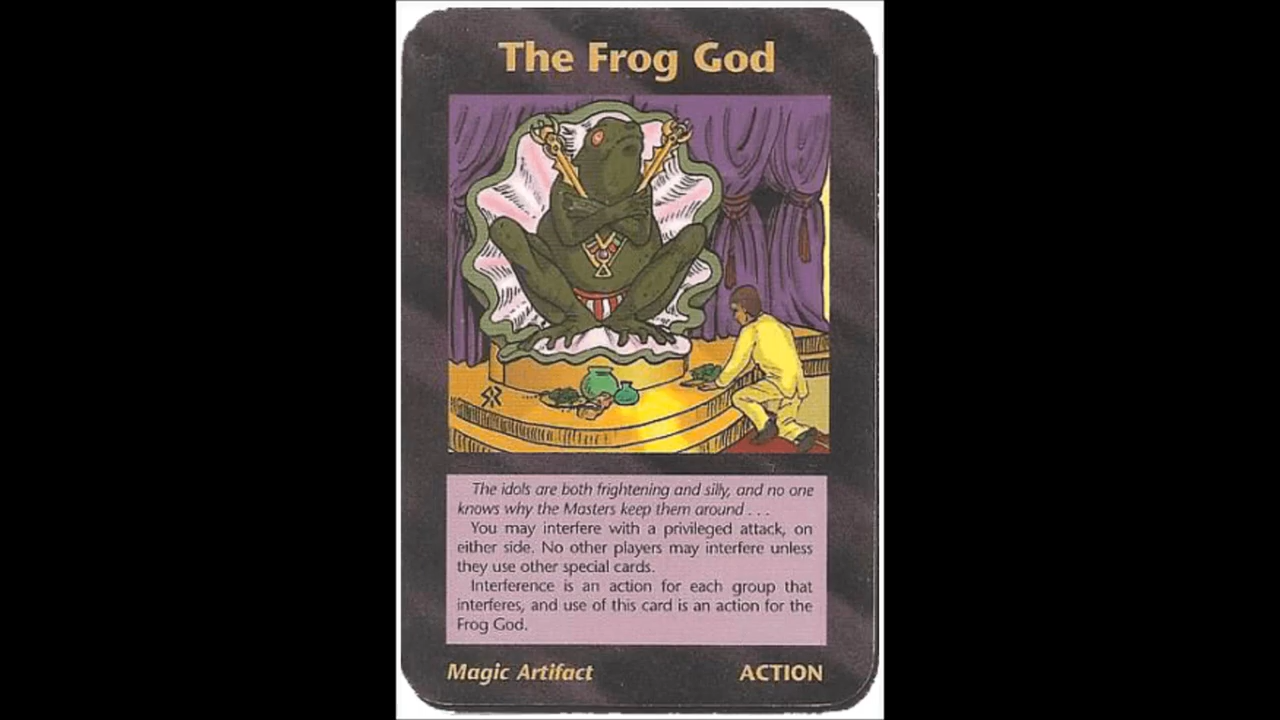 The Frog God
SR
The idols are both frightening and silly, and no one
knows why the Masters keep them around . . .
You may interfere with a privileged attack, on
either side. No other players may interfere unless
they use other special cards.
Interference is an action for each group that
interferes, and use of this card is an action for the
Frog God.
Magic Artifact
ACTION